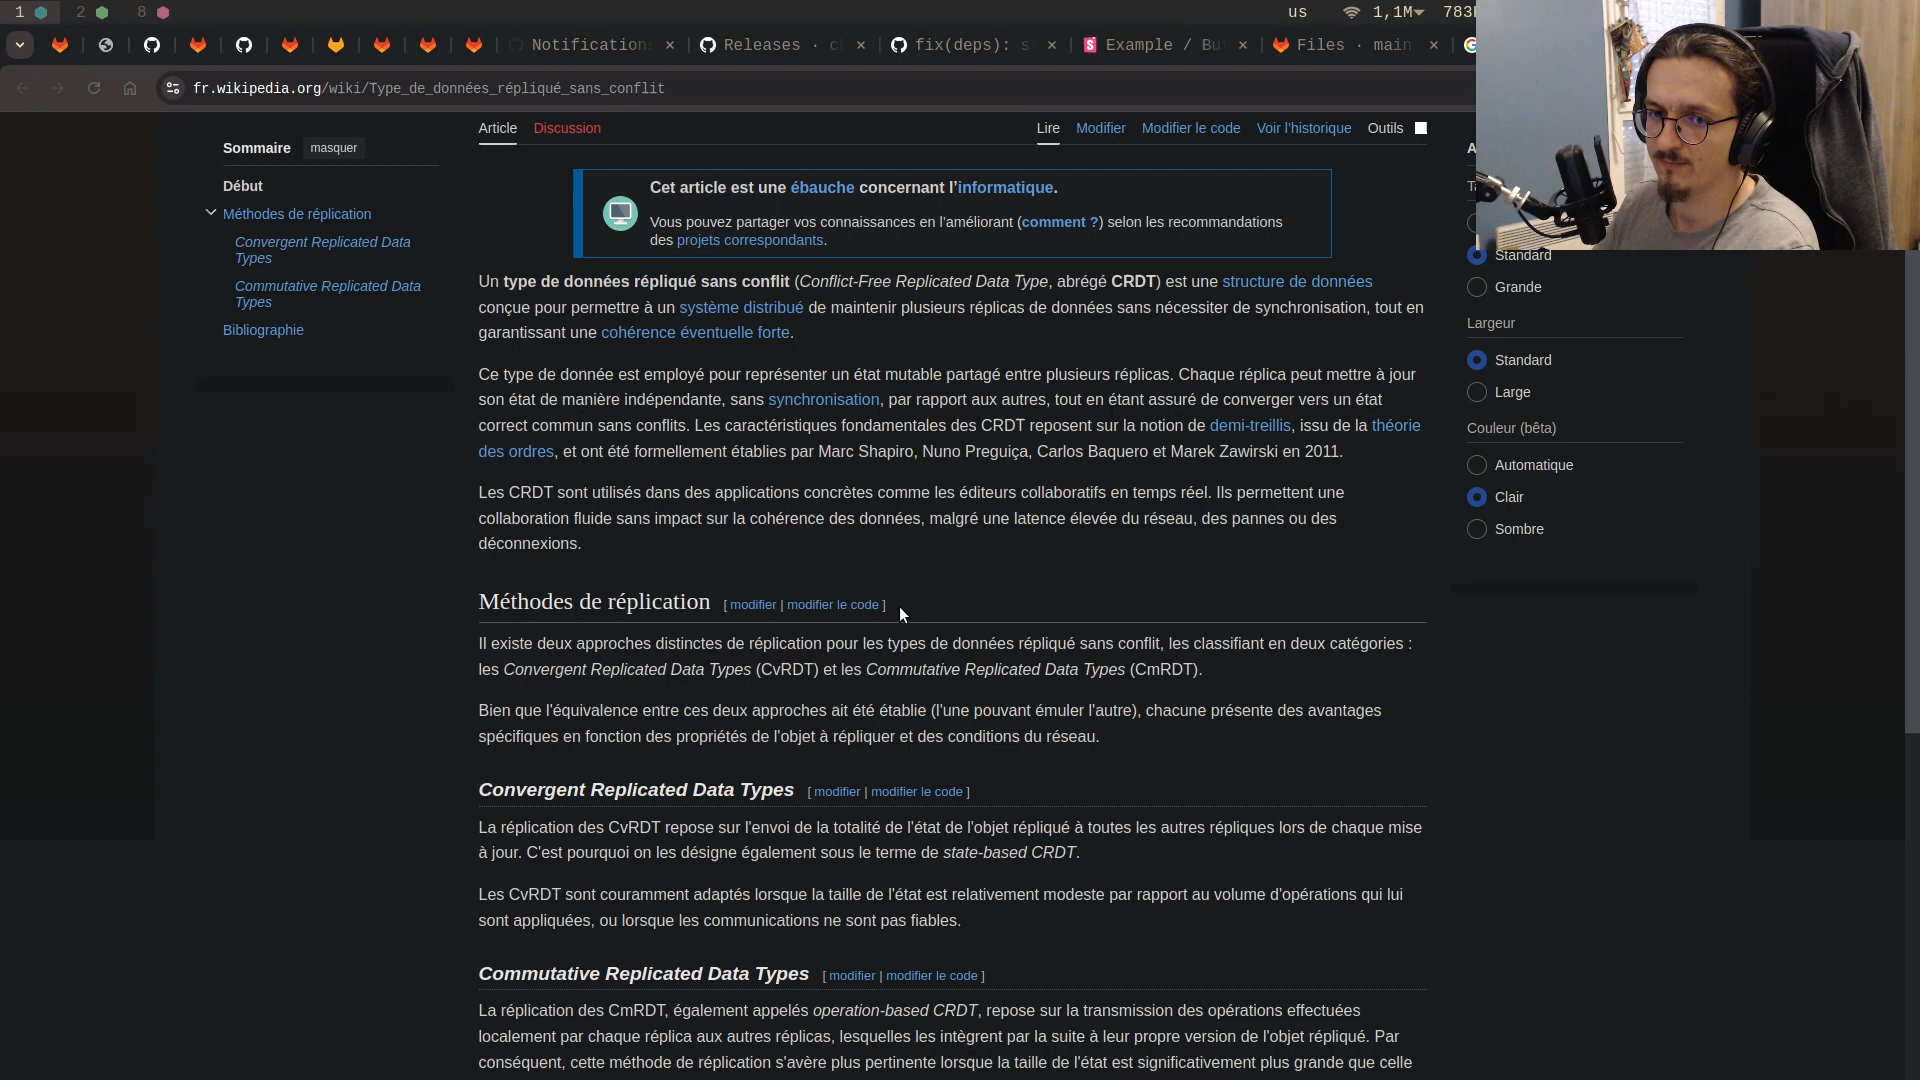 1 2 8 us 1,1M 783
Notification Releases · c fix(deps): s Example / Bu Files · main
fr.wikipedia.org/wiki/Type_de_données_répliqué_sans_conflit
Article Discussion Lire Modifier Modifier le code Voir l'historique Outils
Sommaire masquer
Début
Méthodes de réplication
Convergent Replicated Data
Types
Commutative Replicated Data
Types
Bibliographie
Cet article est une ébauche concernant l'informatique.
Vous pouvez partager vos connaissances en l'améliorant (comment ?) selon les recommandations
des projets correspondants.
Un type de données répliqué sans conflit (Conflict-Free Replicated Data Type, abrégé CRDT) est une structure de données
conçue pour permettre à un système distribué de maintenir plusieurs réplicas de données sans nécessiter de synchronisation, tout en
garantissant une cohérence éventuelle forte.
Ce type de donnée est employé pour représenter un état mutable partagé entre plusieurs réplicas. Chaque réplica peut mettre à jour
son état de manière indépendante, sans synchronisation, par rapport aux autres, tout en étant assuré de converger vers un état
correct commun sans conflits. Les caractéristiques fondamentales des CRDT reposent sur la notion de demi-treillis, issu de la théorie
des ordres, et ont été formellement établies par Marc Shapiro, Nuno Preguiça, Carlos Baquero et Marek Zawirski en 2011.
Les CRDT sont utilisés dans des applications concrètes comme les éditeurs collaboratifs en temps réel. Ils permettent une
collaboration fluide sans impact sur la cohérence des données, malgré une latence élevée du réseau, des pannes ou des
déconnexions.
Méthodes de réplication [ modifier | modifier le code ]
Il existe deux approches distinctes de réplication pour les types de données répliqué sans conflit, les classifiant en deux catégories :
les Convergent Replicated Data Types (CvRDT) et les Commutative Replicated Data Types (CmRDT).
Bien que l'équivalence entre ces deux approches ait été établie (l'une pouvant émuler l'autre), chacune présente des avantages
spécifiques en fonction des propriétés de l'objet à répliquer et des conditions du réseau.
Convergent Replicated Data Types [ modifier | modifier le code ]
La réplication des CvRDT repose sur l'envoi de la totalité de l'état de l'objet répliqué à toutes les autres répliques lors de chaque mise
à jour. C'est pourquoi on les désigne également sous le terme de state-based CRDT.
Les CvRDT sont couramment adaptés lorsque la taille de l'état est relativement modeste par rapport au volume d'opérations qui lui
sont appliquées, ou lorsque les communications ne sont pas fiables.
Commutative Replicated Data Types [ modifier | modifier le code ]
La réplication des CmRDT, également appelés operation-based CRDT, repose sur la transmission des opérations effectuées
localement par chaque réplica aux autres réplicas, lesquelles les intègrent par la suite à leur propre version de l'objet répliqué. Par
conséquent, cette méthode de réplication s'avère plus pertinente lorsque la taille de l'état est significativement plus grande que celle
Standard
Grande
Largeur
Standard
Large
Couleur (bêta)
Automatique
Clair
Sombre